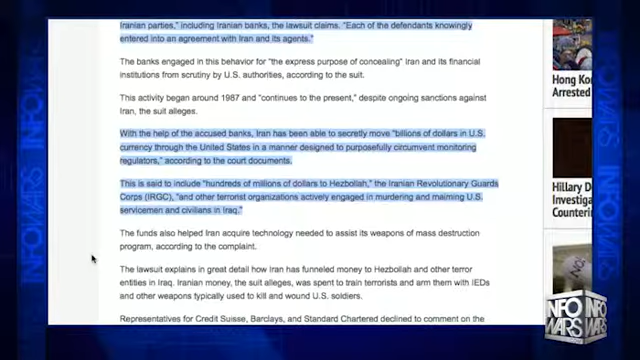 Iranian parties," including Iranian banks, the lawsuit claims. "Each of the defendants knowingly
entered into an agreement with Iran and its agents."
The banks engaged in this behavior for "the express purpose of concealing" Iran and its financial
institutions from scrutiny by U.S. authorities, according to the suit.
This activity began around 1987 and "continues to the present," despite ongoing sanctions against
Iran, the suit alleges.
With the help of the accused banks, Iran has been able to secretly move "billions of dollars in U.S.
currency through the United States in a manner designed to purposefully circumvent monitoring
regulators," according to the court documents.
This is said to include "hundreds of millions of dollars to Hezbollah," the Iranian Revolutionary Guards
Corps (IRGC), "and other terrorist organizations actively engaged in murdering and maiming U.S.
servicemen and civilians in Iraq."
The funds also helped Iran acquire technology needed to assist its weapons of mass destruction
program, according to the complaint.
The lawsuit explains in great detail how Iran has funneled money to Hezbollah and other terror
entities in Iraq. Iranian money, the suit alleges, was spent to train terrorists and arm them with IEDs
and other weapons typically used to kill and wound U.S. soldiers.
Representatives for Credit Suisse, Barclays, and Standard Chartered declined to comment on the
Hong Ko
Arrested
Hillary D
Investiga
Counterin
INFO
WARS
INFO
WARS